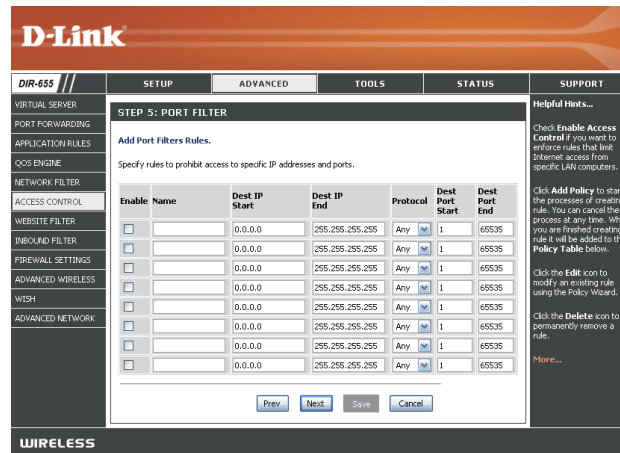 D-Link
DIR-655
SETUP
ADVANCED
TOOLS
STATUS
SUPPORT
VIRTUAL SERVER
PORT FORWARDING
APPLICATION RULES
QOS ENGINE
NETWORK FILTER
ACCESS CONTROL
WEBSITE FILTER
INBOUND FILTER
FIREWALL SETTINGS
ADVANCED WIRELESS
WISH
ADVANCED NETWORK
STEP 5: PORT FILTER
Add Port Filters Rules.
Specify rules to prohibit access to specific IP addresses and ports.
Enable Name Dest IP Start Dest IP End Protocol Dest Port Start Dest Port End
0.0.0.0 255.255.255.255 Any 1 65535
0.0.0.0 255.255.255.255 Any 1 65535
0.0.0.0 255.255.255.255 Any 1 65535
0.0.0.0 255.255.255.255 Any 1 65535
0.0.0.0 255.255.255.255 Any 1 65535
0.0.0.0 255.255.255.255 Any 1 65535
0.0.0.0 255.255.255.255 Any 1 65535
0.0.0.0 255.255.255.255 Any 1 65535
Prev Next Save Cancel
Helpful Hints...
Check Enable Access
Control if you want to
enforce rules that limit
Internet access from
specific LAN computers.
Click Add Policy to star
the processes of creatin
rule. You can cancel the
process at any time. Wh
you are finished creating
rule it will be added to th
Policy Table below.
Click the Edit icon to
modify an existing rule
using the Policy Wizard.
Click the Delete icon to
permanently remove a
rule.
More...
WIRELESS